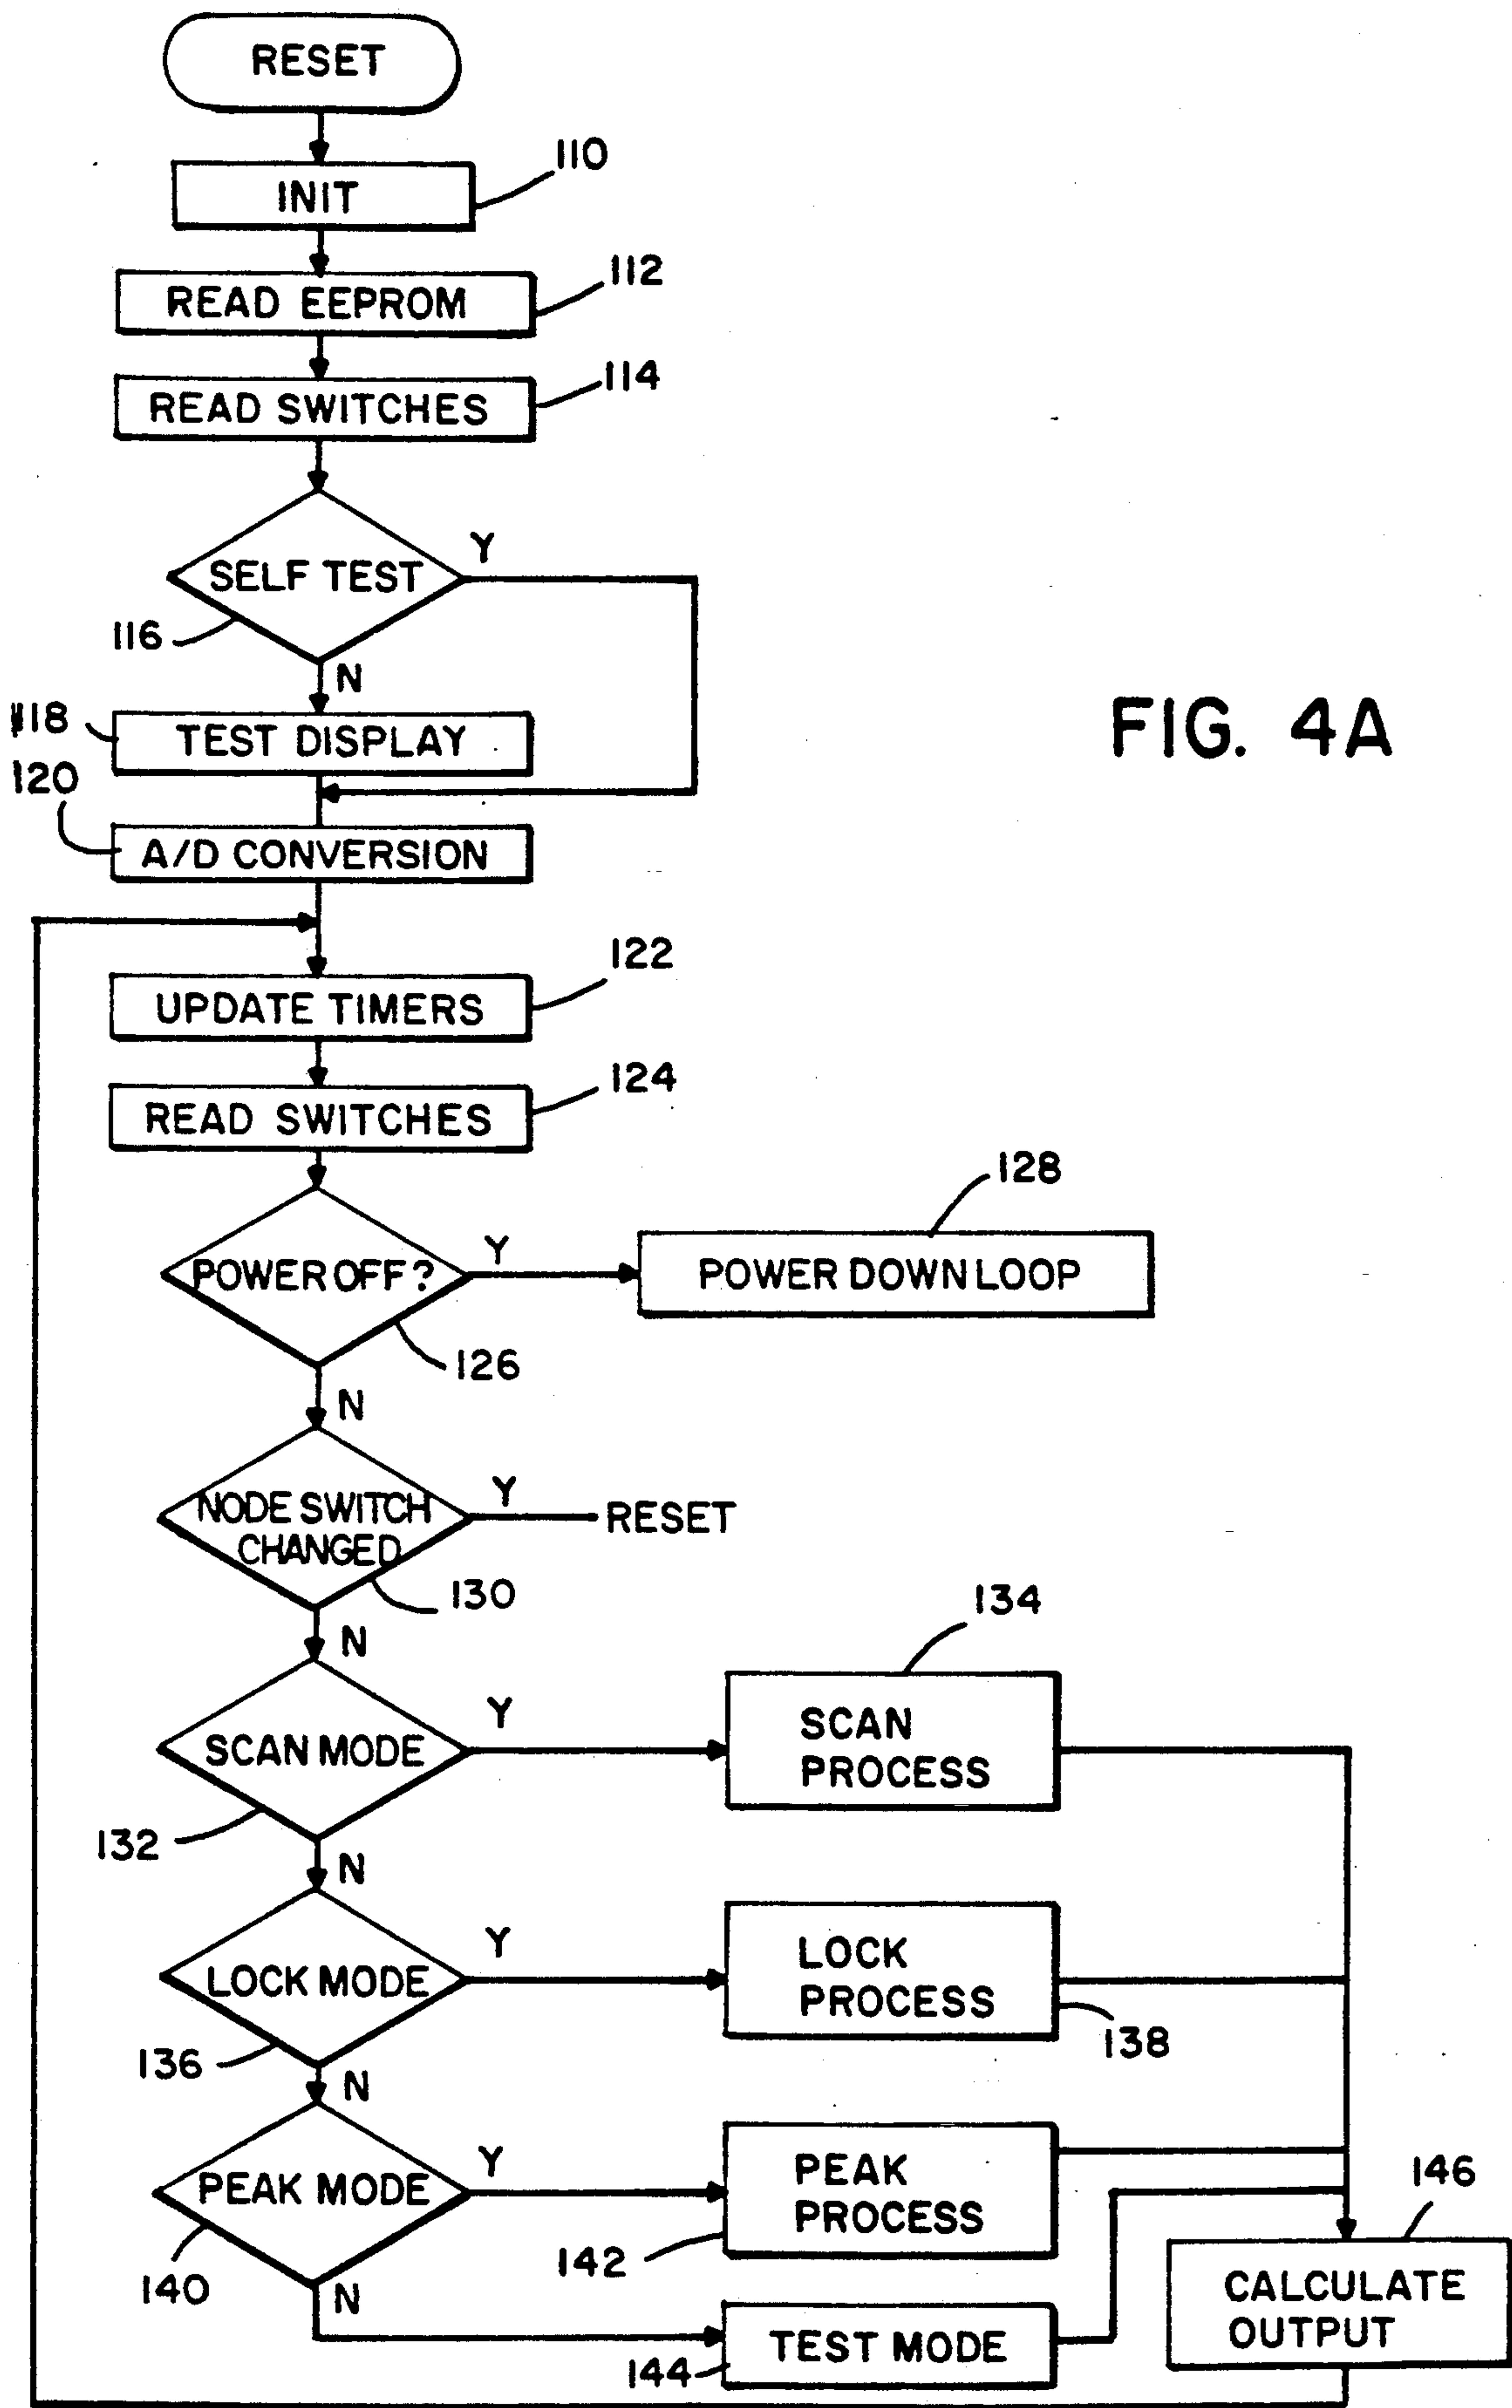 RESET
110
INIT
112
READ EEPROM
114
READ SWITCHES
Y
SELF TEST
116
N
118
TEST DISPLAY
FIG. 4A
120
A/D CONVERSION
122
UPDATE TIMERS
124
READ SWITCHES
128
Y
POWER OFF?
POWER DOWN LOOP
126
N
Y
NODE SWITCH
CHANGED
RESET
130
N
134
Y
SCAN MODE
SCAN
PROCESS
132
N
Y
LOCK MODE
LOCK
PROCESS
138
136
N
Y
PEAK MODE
PEAK
PROCESS
146
142
140
N
CALCULATE
OUTPUT
TEST MODE
144